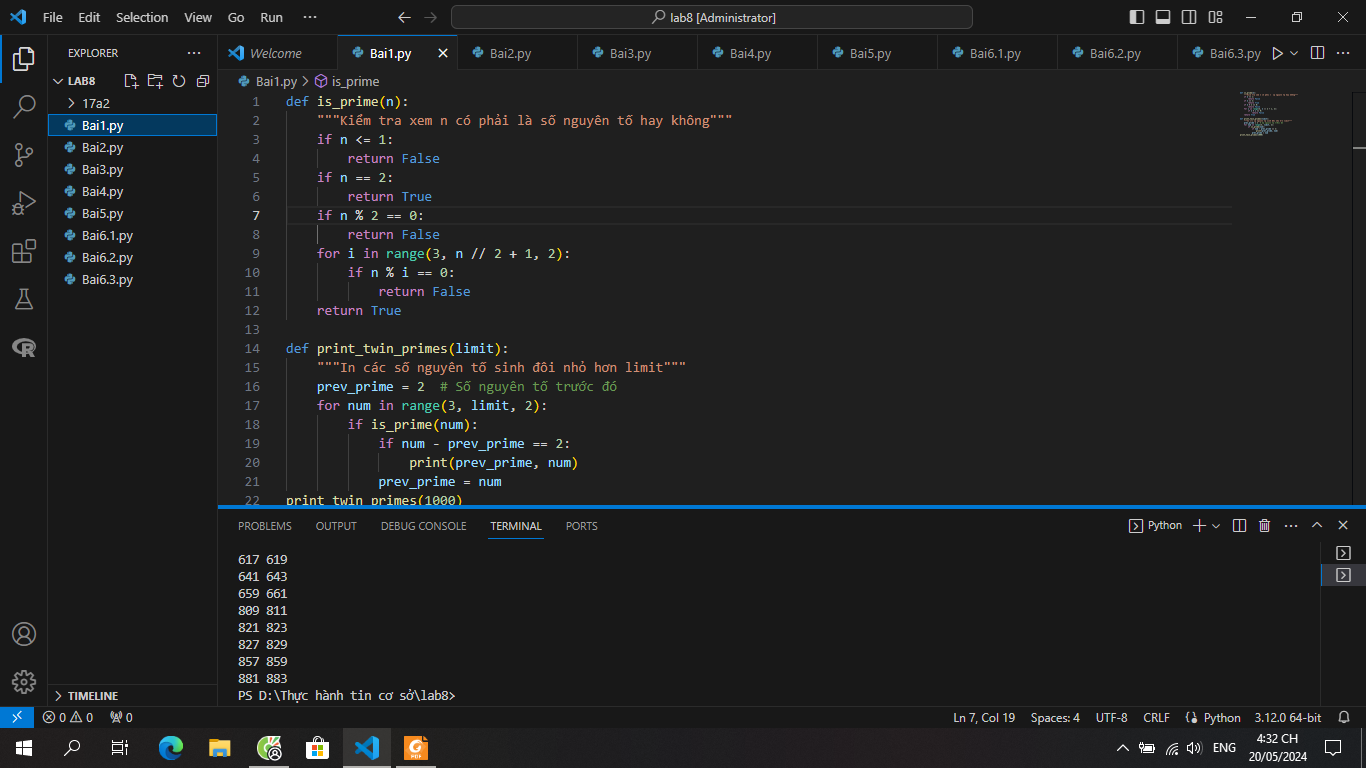 File Edit Selection View Go Run ··· lab8 [Administrator]
EXPLORER ···
LAB8
17a2
Bai1.py
Bai2.py
Bai3.py
Bai4.py
Bai5.py
Bai6.1.py
Bai6.2.py
Bai6.3.py
TIMELINE
Welcome Bai1.py Bai2.py Bai3.py Bai4.py Bai5.py Bai6.1.py Bai6.2.py Bai6.3.py
Bai1.py > is_prime
1 def is_prime(n):
2 """Kiểm tra xem n có phải là số nguyên tố hay không"""
3 if n <= 1:
4 return False
5 if n == 2:
6 return True
7 if n % 2 == 0:
8 return False
9 for i in range(3, n // 2 + 1, 2):
10 if n % i == 0:
11 return False
12 return True
13
14 def print_twin_primes(limit):
15 """In các số nguyên tố sinh đôi nhỏ hơn limit"""
16 prev_prime = 2 # Số nguyên tố trước đó
17 for num in range(3, limit, 2):
18 if is_prime(num):
19 if num - prev_prime == 2:
20 print(prev_prime, num)
21 prev_prime = num
22 print_twin_primes(1000)
PROBLEMS OUTPUT DEBUG CONSOLE TERMINAL PORTS Python
617 619
641 643
659 661
809 811
821 823
827 829
857 859
881 883
PS D:\Thực hành tin cơ sở\lab8>
0 0 0 Ln 7, Col 19 Spaces: 4 UTF-8 CRLF Python 3.12.0 64-bit
ENG 4:32 CH
20/05/2024